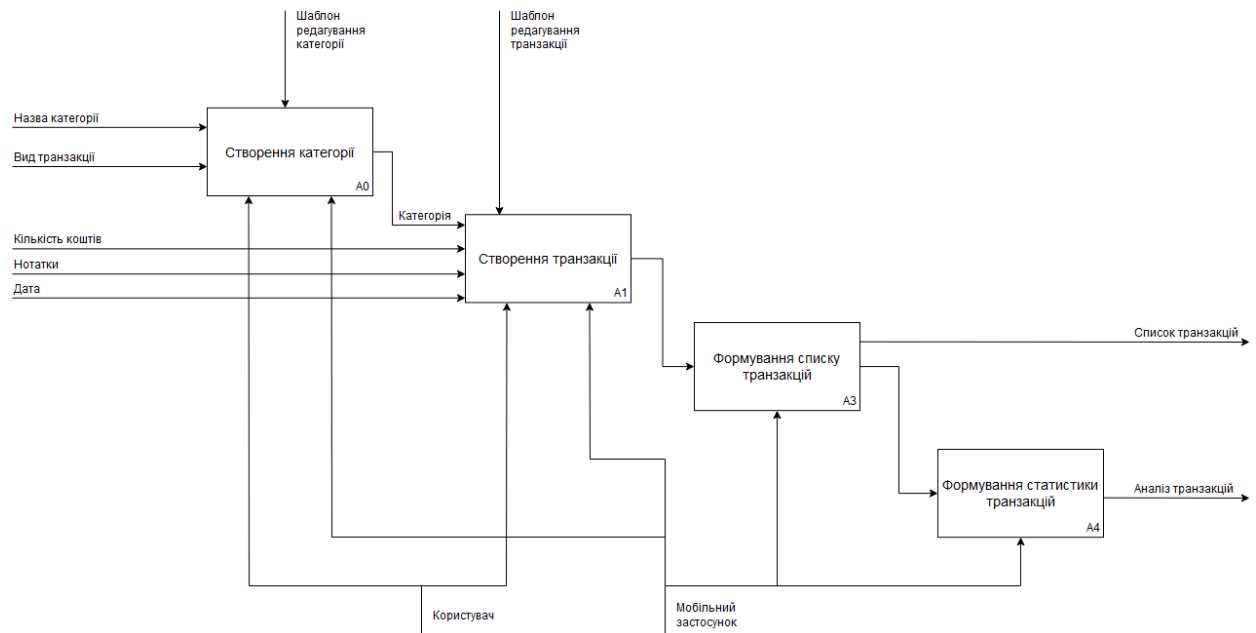 Шаблон
редагування
категорії
Шаблон
редагування
транзакції
Назва категорії
Вид транзакції
Створення категорії
A0
Категорія
Кількість коштів
Нотатки
Дата
Створення транзакції
A1
Формування списку
транзакцій
A3
Список транзакцій
Формування статистики
транзакцій
A4
Аналіз транзакцій
Користувач
Мобільний
застосунок